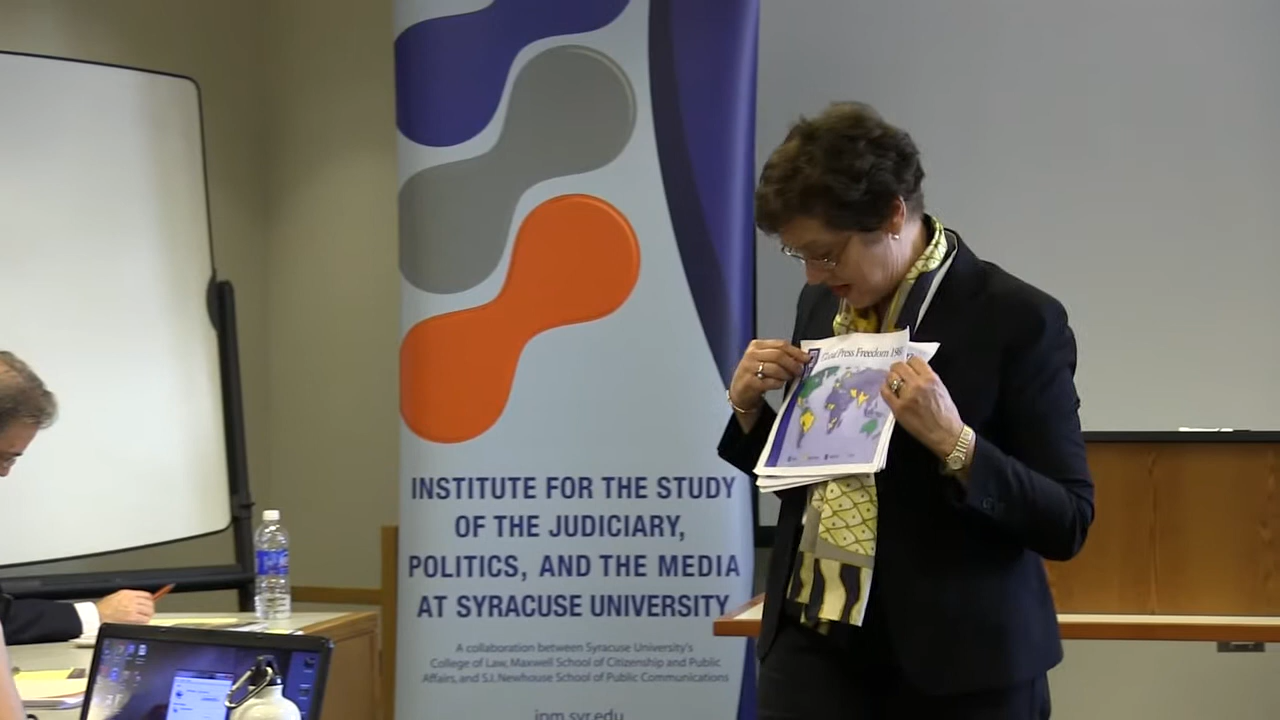 INSTITUTE FOR THE STUDY
OF THE JUDICIARY,
POLITICS, AND THE MEDIA
AT SYRACUSE UNIVERSITY
A collaboration between Syracuse University's
College of Law, Maxwell School of Citizenship and Public
Affairs, and S.I. Newhouse School of Public Communications
jpm.syr.edu
Press Freedom 198